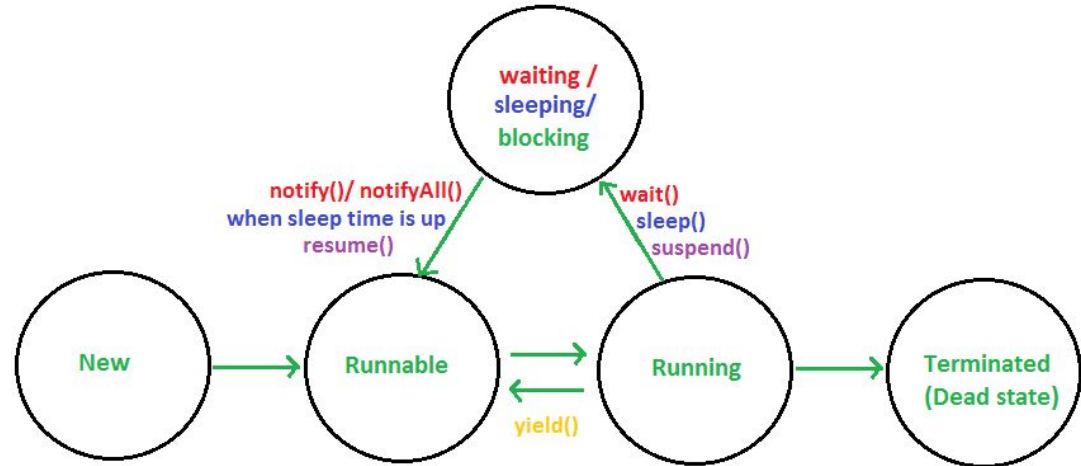 waiting /
sleeping/
blocking
notify()/ notifyAll()
when sleep time is up
resume()
wait()
sleep()
suspend()
New
Runnable
Running
Terminated
(Dead state)
yield()